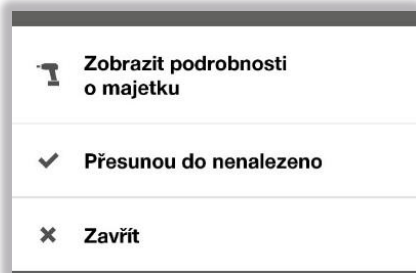 Zobrazit podrobnosti
o majetku
Přesunou do nenalezeno
Zavřít